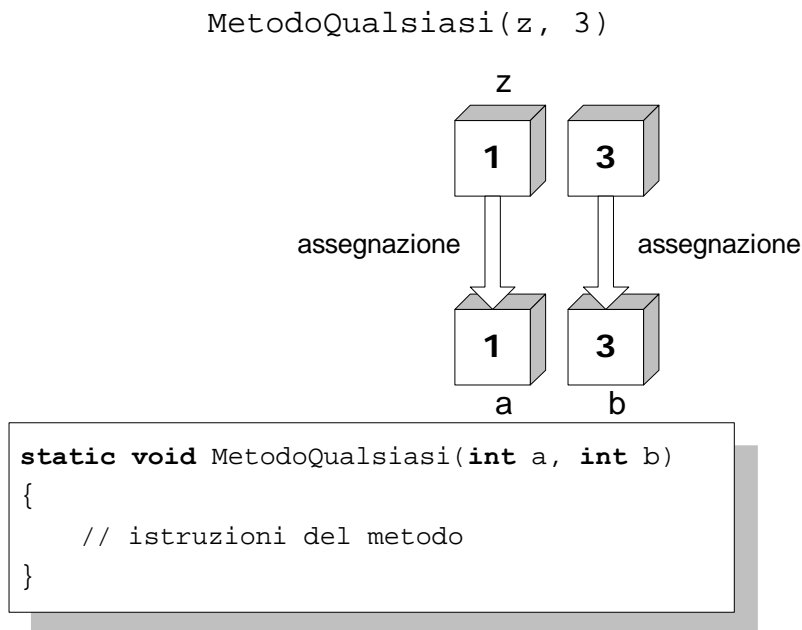 MetodoQualsiasi(z, 3)
z
1 3
assegnazione assegnazione
1 3
a b
static void MetodoQualsiasi(int a, int b)
{
// istruzioni del metodo
}